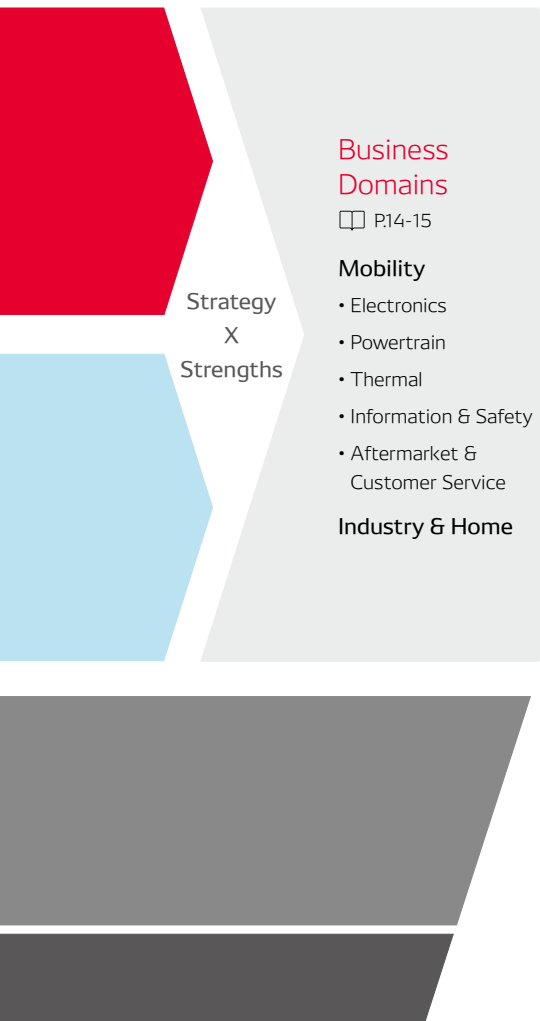 Strategy
X
Strengths
Business
Domains
P.14-15
Mobility
• Electronics
• Powertrain
• Thermal
• Information & Safety
• Aftermarket &
Customer Service
Industry & Home